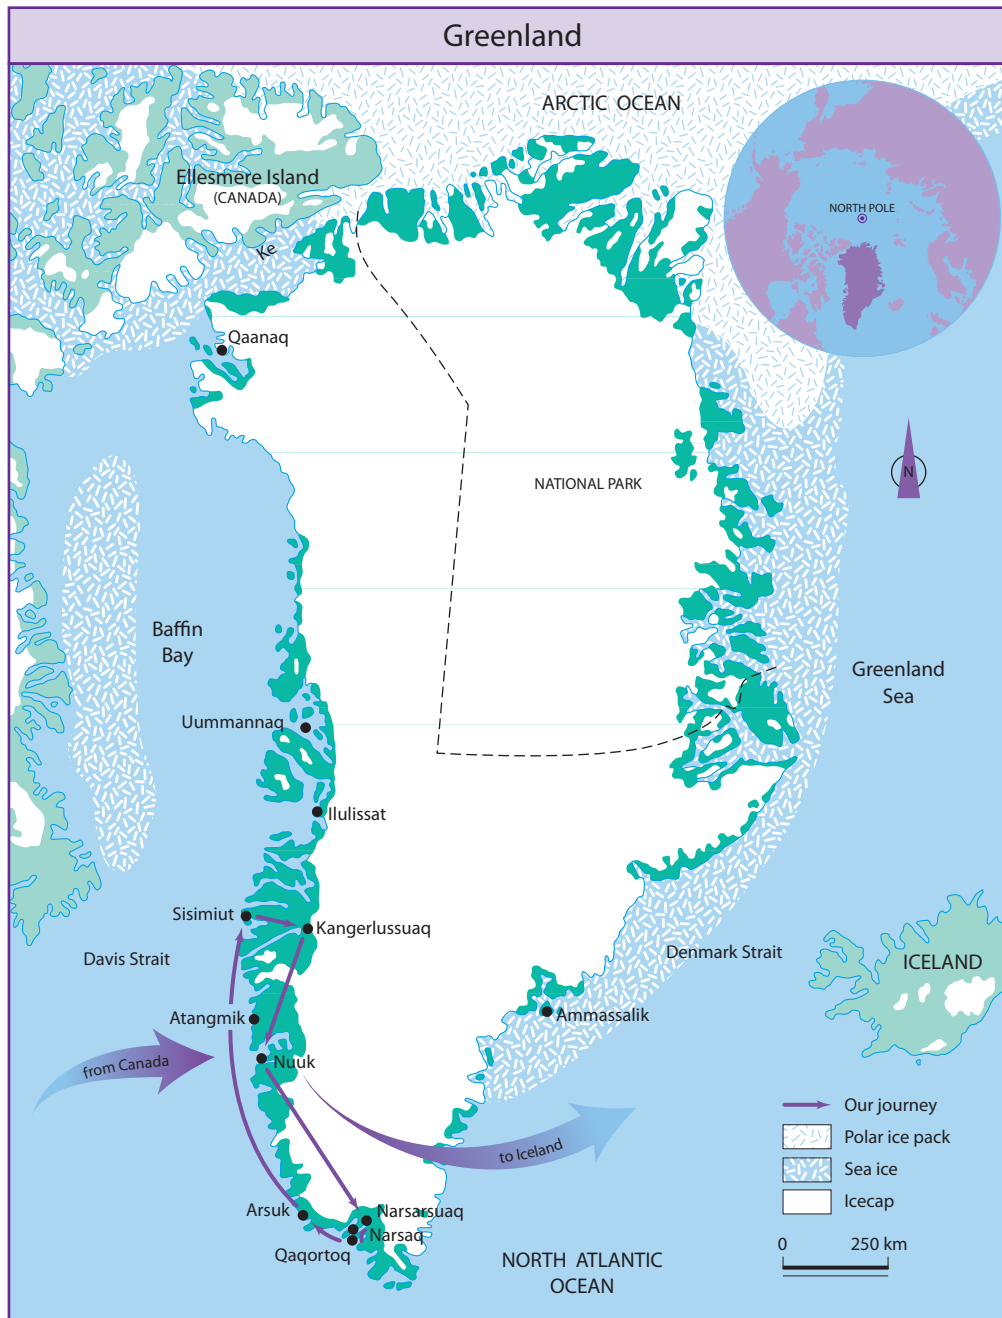 Greenland
ARCTIC OCEAN
Ellesmere Island
(CANADA)
NORTH POLE
Ke
Qaanaq
N
NATIONAL PARK
Baffin
Bay
Greenland
Sea
Uummannaq
Ilulissat
Sisimiut
Kangerlussuaq
Davis Strait
Denmark Strait
ICELAND
Atangmik
Ammassalik
from Canada
Nuuk
to Iceland
Our journey
Polar ice pack
Sea ice
Icecap
Arsuk
Narsarsuaq
Narsaq
Qaqortoq
NORTH ATLANTIC
OCEAN
0 250 km